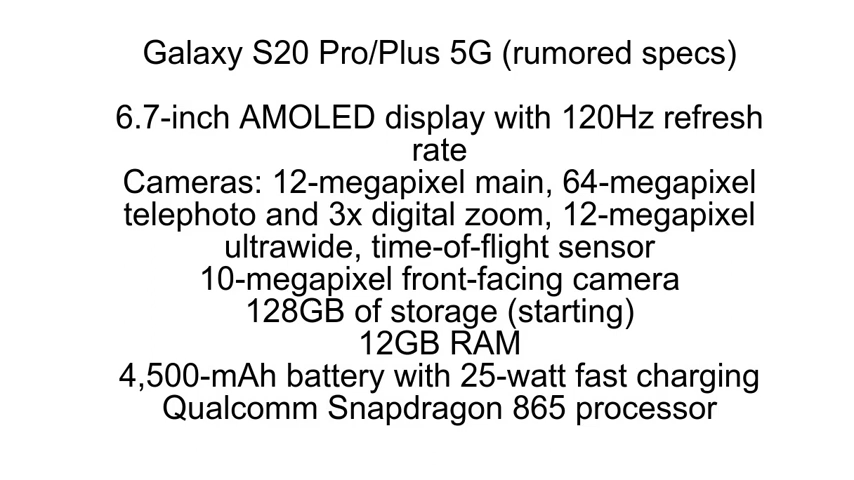 Galaxy S20 Pro/Plus 5G (rumored specs)
6.7-inch AMOLED display with 120Hz refresh
rate
Cameras: 12-megapixel main, 64-megapixel
telephoto and 3x digital zoom, 12-megapixel
ultrawide, time-of-flight sensor
10-megapixel front-facing camera
128GB of storage (starting)
12GB RAM
4,500-mAh battery with 25-watt fast charging
Qualcomm Snapdragon 865 processor